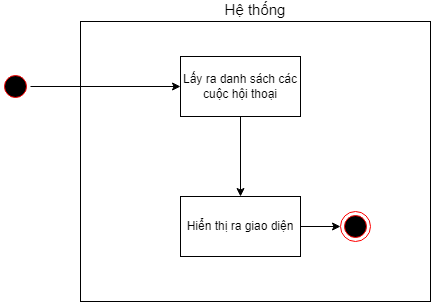 Hệ thống
Lấy ra danh sách các
cuộc hội thoại
Hiển thị ra giao diện